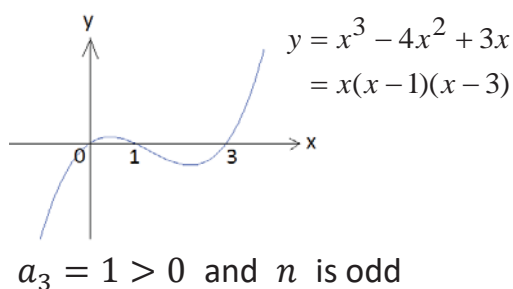 y
y = x³ − 4x² + 3x
= x(x − 1)(x − 3)
x
0 1 3
a₃ = 1 > 0 and n is odd